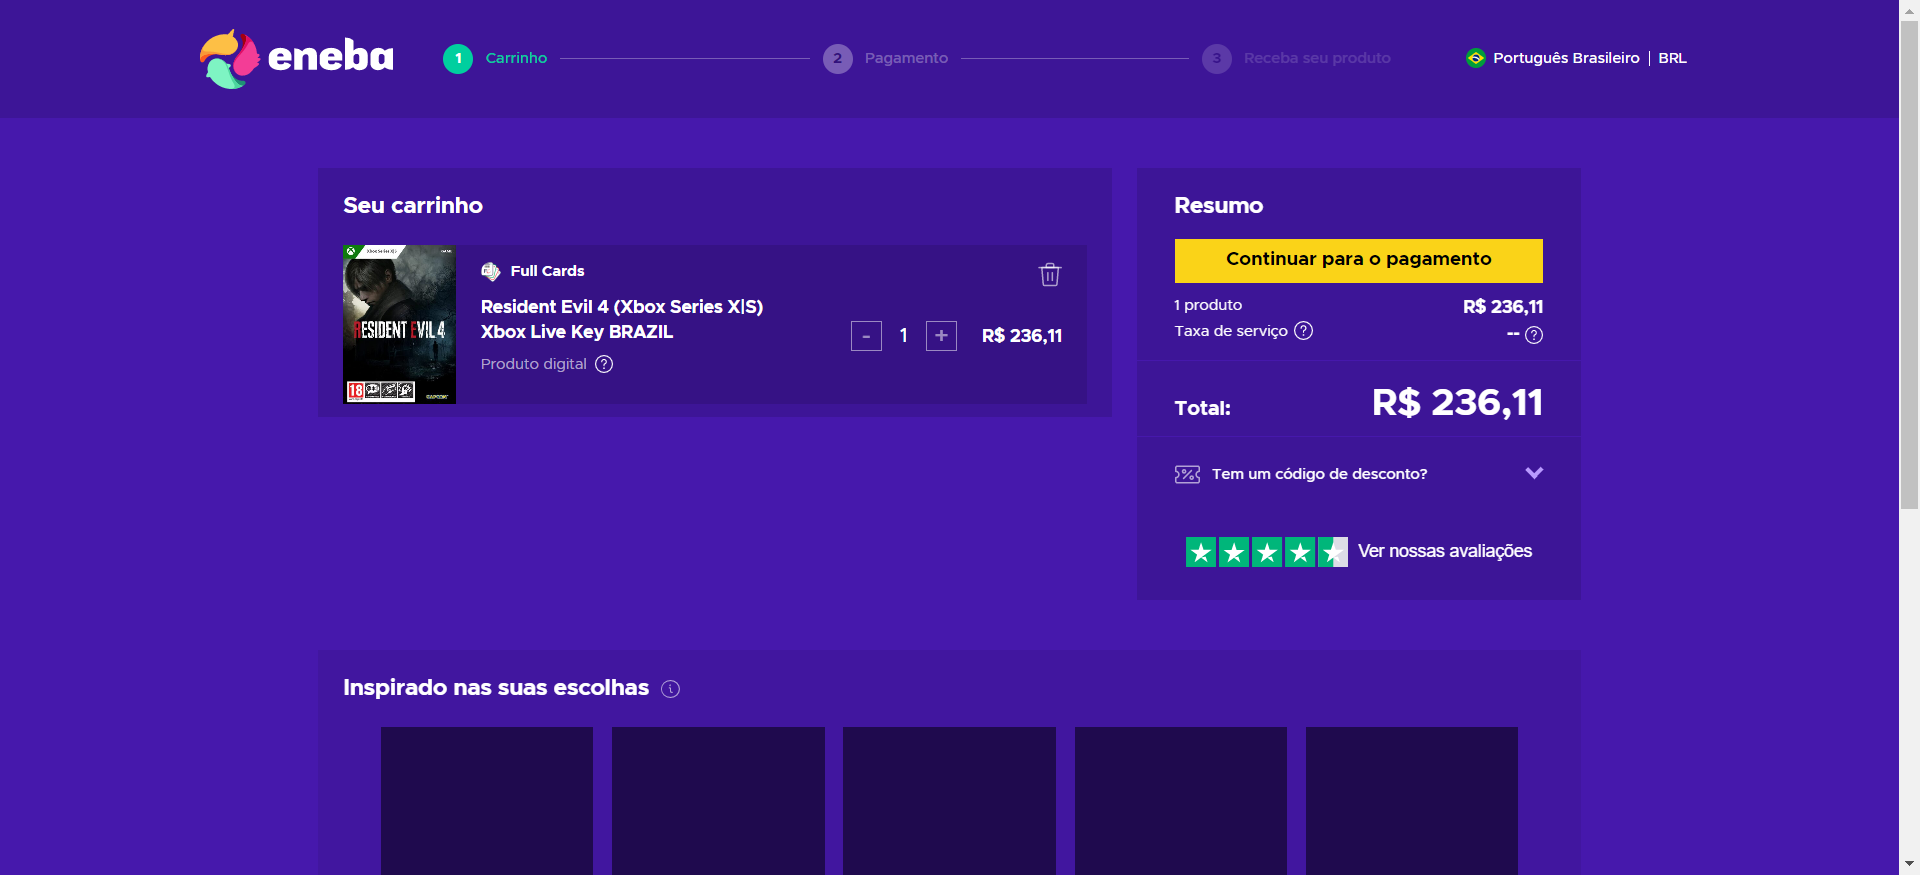 eneba
1 Carrinho
2 Pagamento
3 Receba seu produto
Português Brasileiro | BRL
Seu carrinho
Full Cards
Resident Evil 4 (Xbox Series X|S)
Xbox Live Key BRAZIL
Produto digital ?
- 1 +
R$ 236,11
RESIDENT EVIL 4
18
CAPCOM
Resumo
Continuar para o pagamento
1 produto R$ 236,11
Taxa de serviço ? -- ?
Total: R$ 236,11
Tem um código de desconto?
Ver nossas avaliações
Inspirado nas suas escolhas i